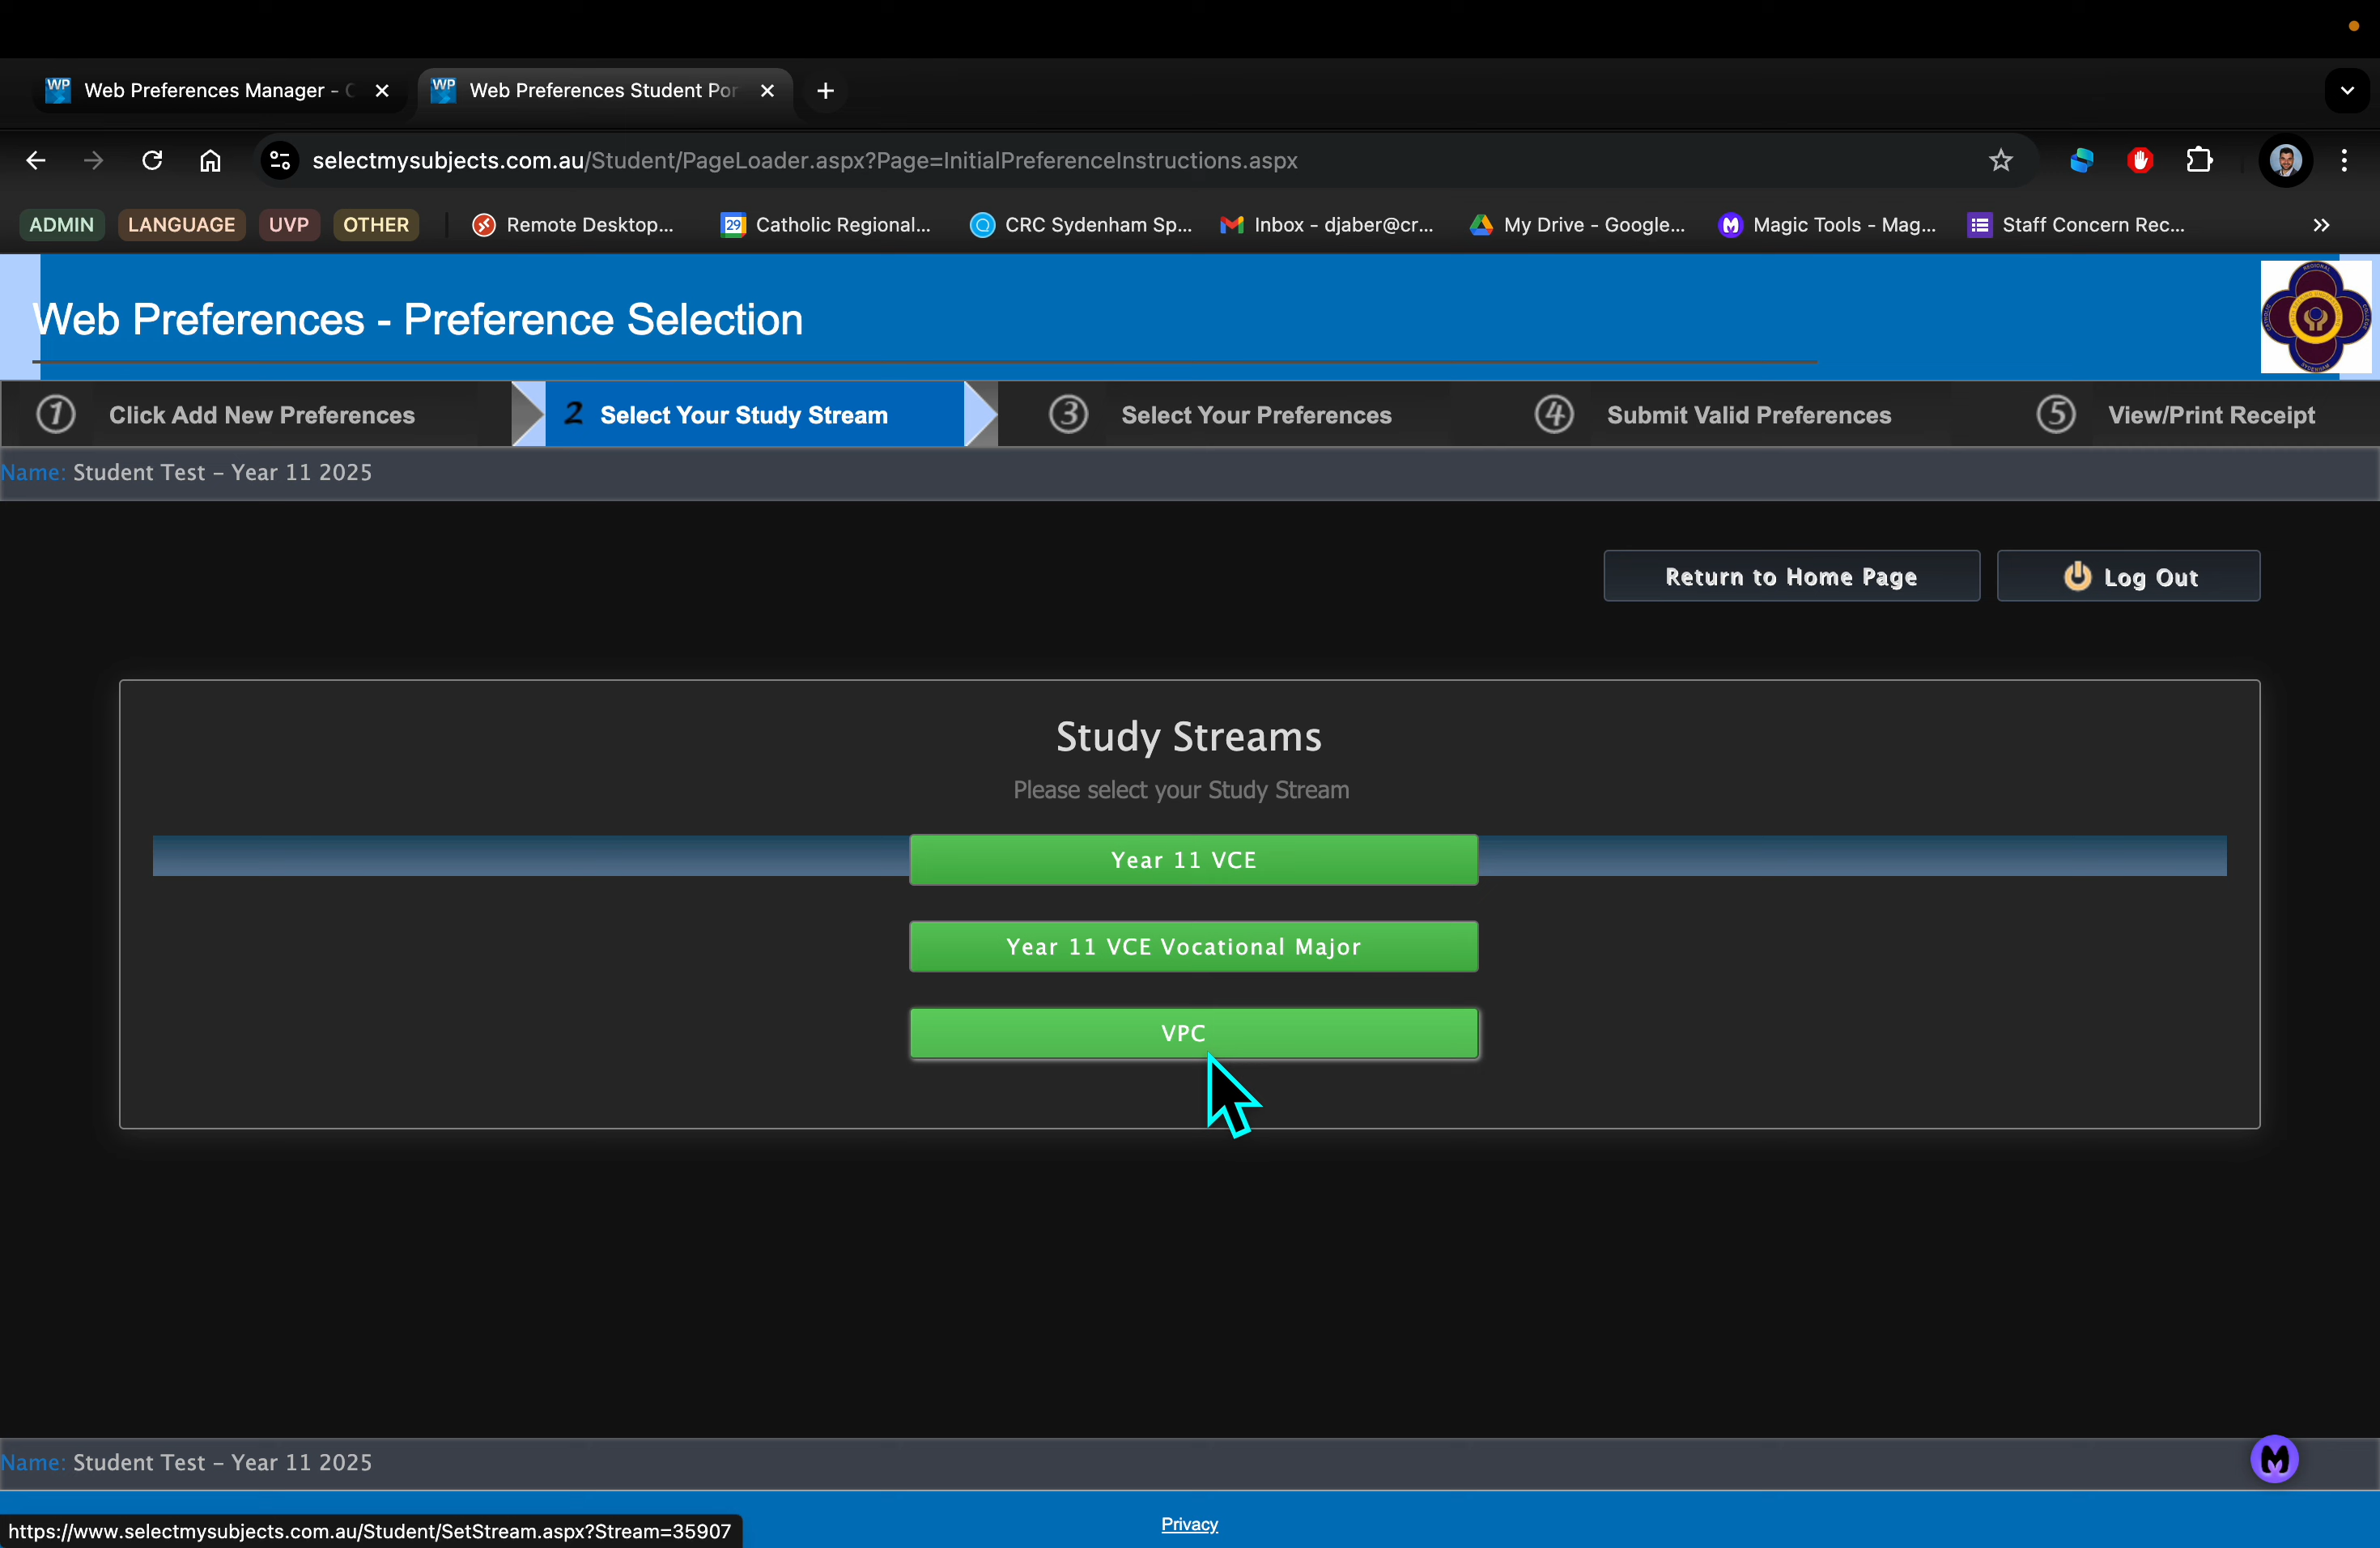 Web Preferences Manager - C
Web Preferences Student Por
selectmysubjects.com.au/Student/PageLoader.aspx?Page=InitialPreferenceInstructions.aspx
ADMIN LANGUAGE UVP OTHER Remote Desktop... Catholic Regional... CRC Sydenham Sp... Inbox - djaber@cr... My Drive - Google... Magic Tools - Mag... Staff Concern Rec...
Web Preferences - Preference Selection
1 Click Add New Preferences 2 Select Your Study Stream 3 Select Your Preferences 4 Submit Valid Preferences 5 View/Print Receipt
Name: Student Test – Year 11 2025
Return to Home Page Log Out
Study Streams
Please select your Study Stream
Year 11 VCE
Year 11 VCE Vocational Major
VPC
Name: Student Test – Year 11 2025
Privacy
https://www.selectmysubjects.com.au/Student/SetStream.aspx?Stream=35907